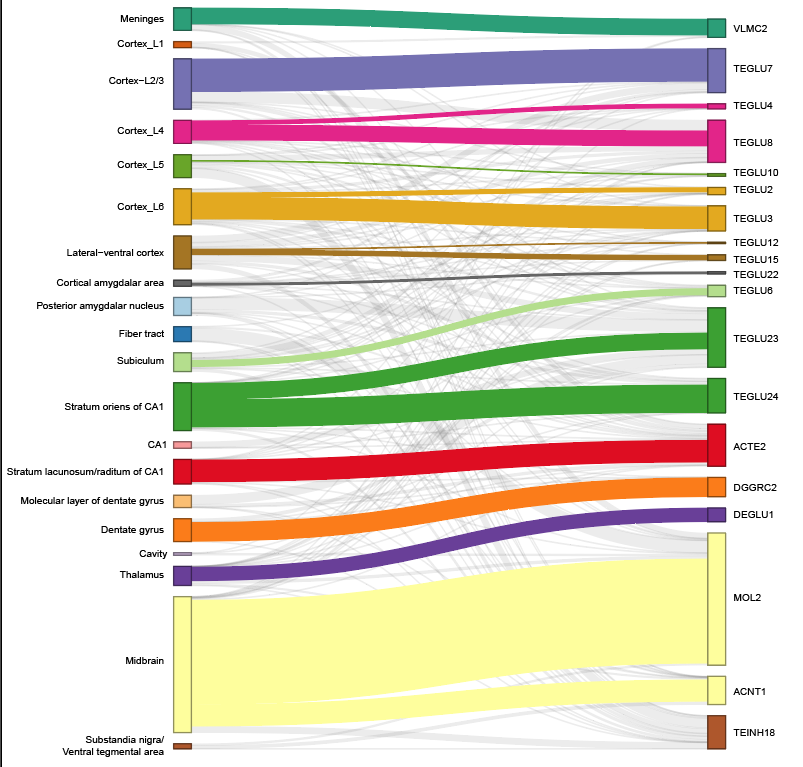 Meninges
Cortex_L1
Cortex−L2/3
Cortex_L4
Cortex_L5
Cortex_L6
Lateral−ventral cortex
Cortical amygdalar area
Posterior amygdalar nucleus
Fiber tract
Subiculum
Stratum oriens of CA1
CA1
Stratum lacunosum/raditum of CA1
Molecular layer of dentate gyrus
Dentate gyrus
Cavity
Thalamus
Midbrain
Substandia nigra/
Ventral tegmental area
VLMC2
TEGLU7
TEGLU4
TEGLU8
TEGLU10
TEGLU2
TEGLU3
TEGLU12
TEGLU15
TEGLU22
TEGLU6
TEGLU23
TEGLU24
ACTE2
DGGRC2
DEGLU1
MOL2
ACNT1
TEINH18